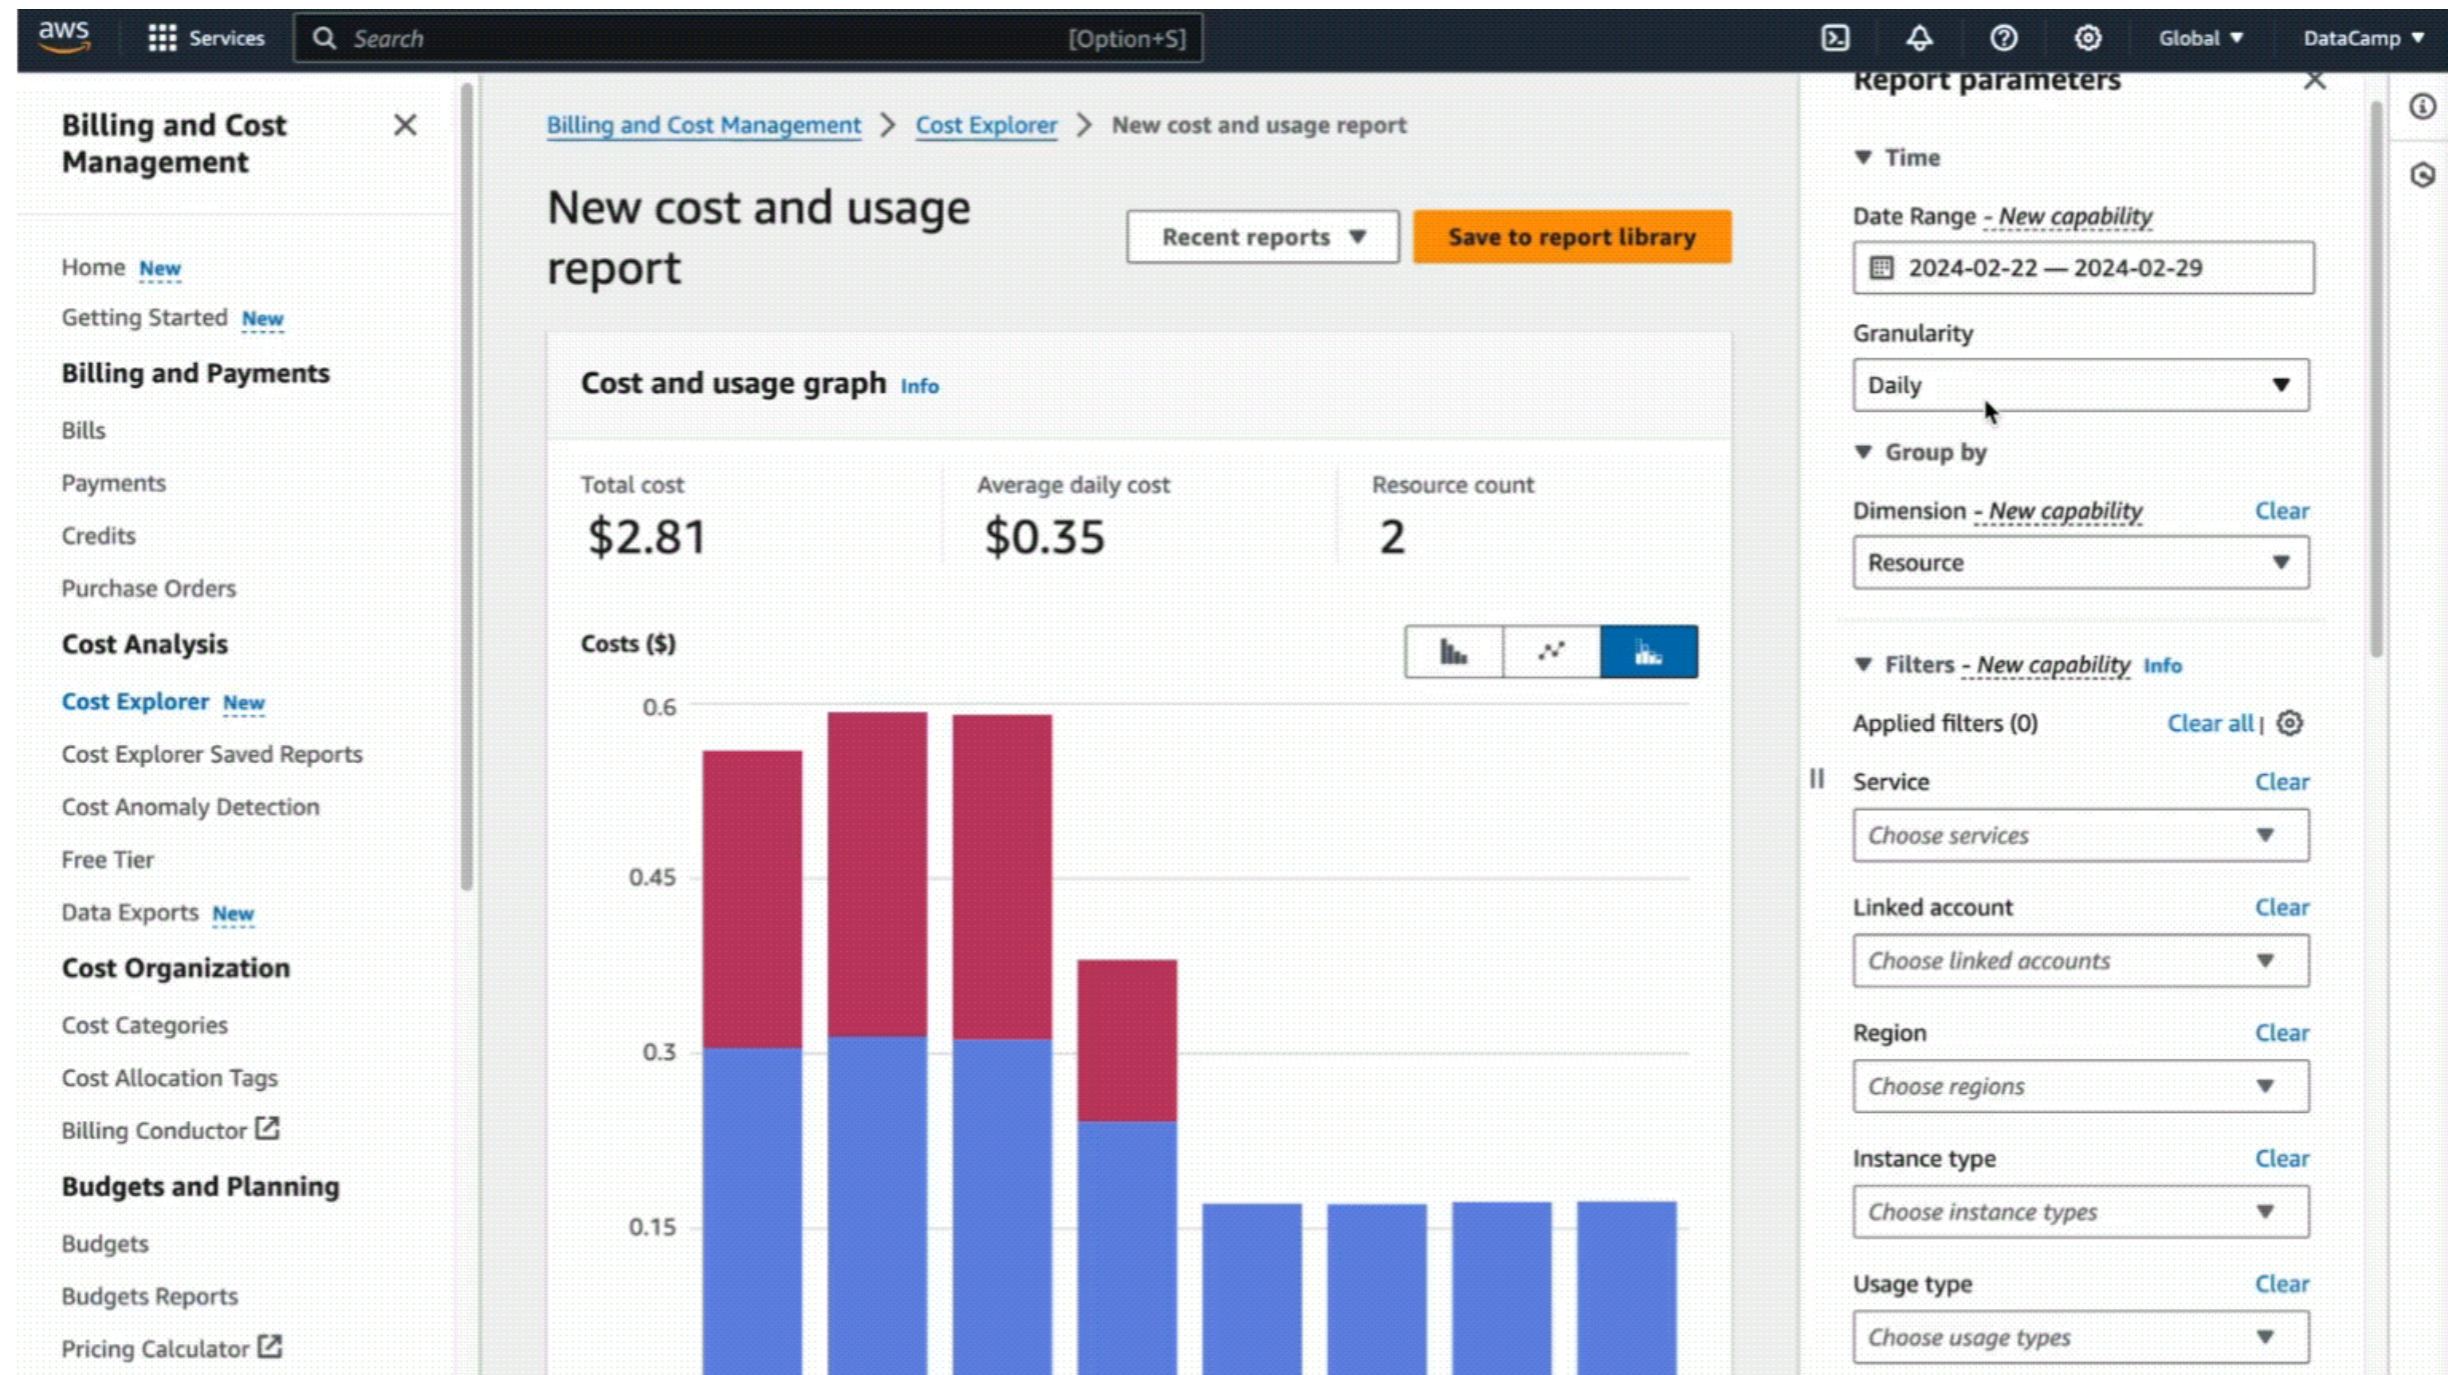 aws
Services
Search
[Option+S]
Global
DataCamp
Billing and Cost
Management
Home New
Getting Started New
Billing and Payments
Bills
Payments
Credits
Purchase Orders
Cost Analysis
Cost Explorer New
Cost Explorer Saved Reports
Cost Anomaly Detection
Free Tier
Data Exports New
Cost Organization
Cost Categories
Cost Allocation Tags
Billing Conductor
Budgets and Planning
Budgets
Budgets Reports
Pricing Calculator
Billing and Cost Management > Cost Explorer > New cost and usage report
New cost and usage
report
Recent reports
Save to report library
Cost and usage graph Info
Total cost
$2.81
Average daily cost
$0.35
Resource count
2
Costs ($)
0.6
0.45
0.3
0.15
Report parameters
Time
Date Range - New capability
2024-02-22 — 2024-02-29
Granularity
Daily
Group by
Dimension - New capability Clear
Resource
Filters - New capability Info
Applied filters (0) Clear all |
Service Clear
Choose services
Linked account Clear
Choose linked accounts
Region Clear
Choose regions
Instance type Clear
Choose instance types
Usage type Clear
Choose usage types